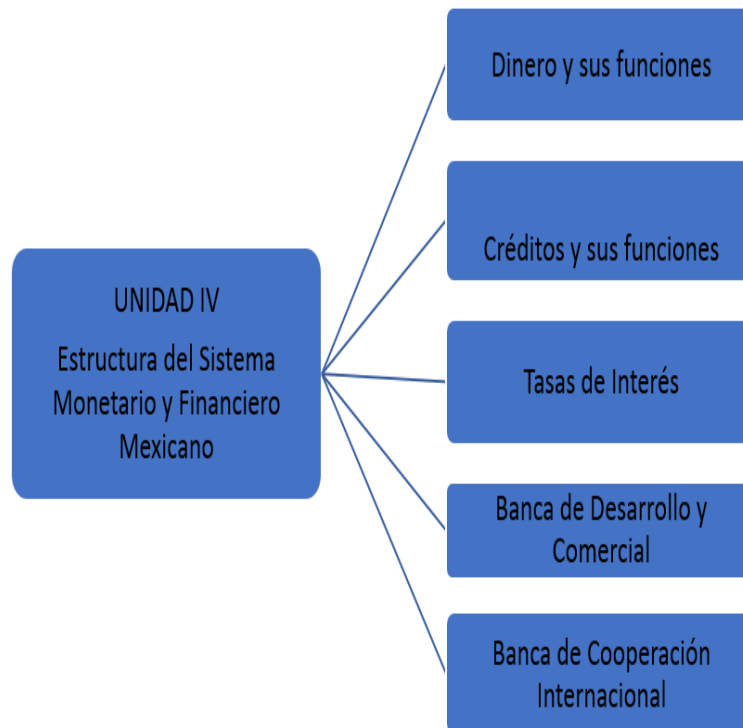 UNIDAD IV
Estructura del Sistema
Monetario y Financiero
Mexicano
Dinero y sus funciones
Créditos y sus funciones
Tasas de Interés
Banca de Desarrollo y
Comercial
Banca de Cooperación
Internacional